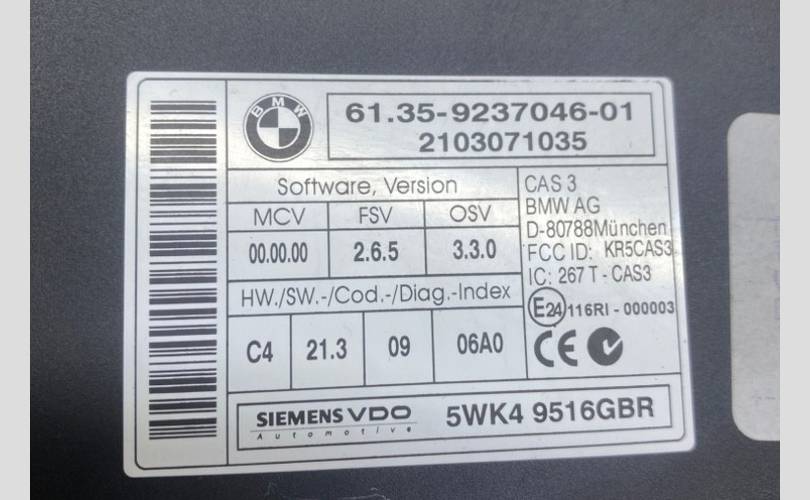 BMW
61.35-9237046-01
2103071035
Software, Version
MCV FSV OSV
00.00.00 2.6.5 3.3.0
HW./SW.-/Cod.-/Diag.-Index
C4 21.3 09 06A0
CAS 3
BMW AG
D-80788München
FCC ID: KR5CAS3
IC: 267T-CAS3
E24 116RI-000003
CE
SIEMENS VDO
Automotive
5WK4 9516GBR